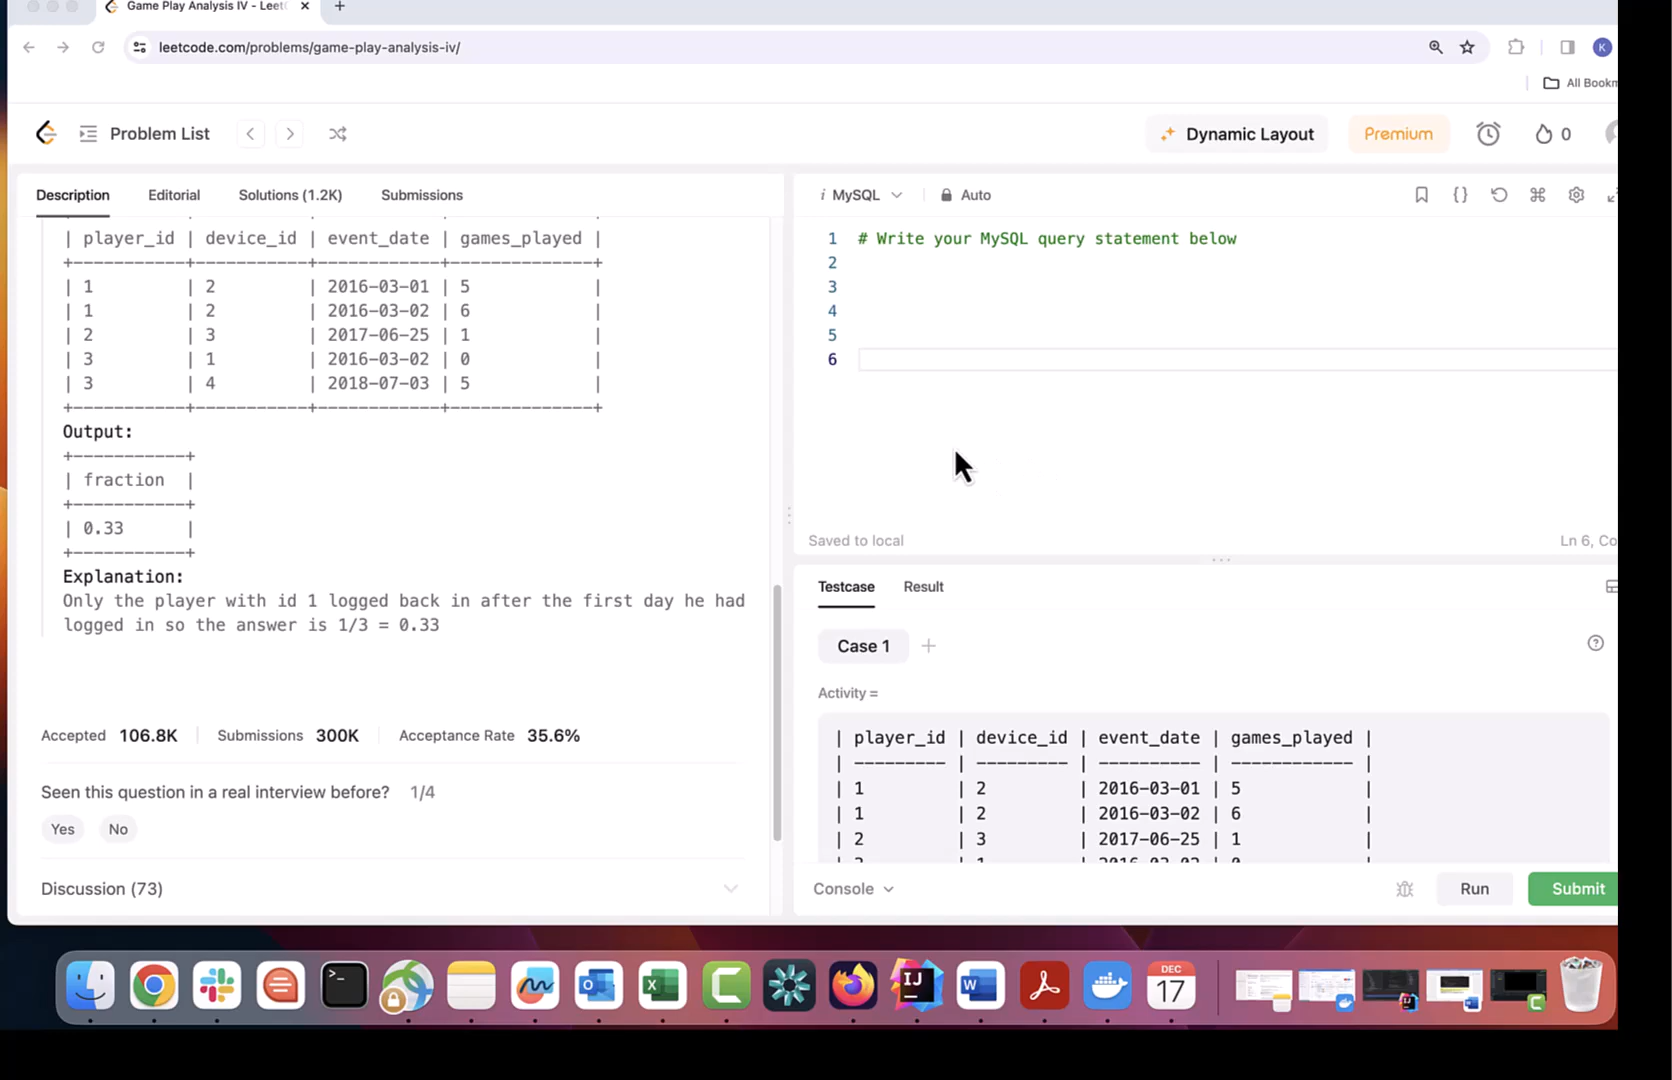 Game Play Analysis IV - Leet
leetcode.com/problems/game-play-analysis-iv/
K
All Bookm
Problem List
Dynamic Layout
Premium
0
Description
Editorial
Solutions (1.2K)
Submissions
| player_id | device_id | event_date | games_played |
+-----------+-----------+------------+--------------+
| 1 | 2 | 2016-03-01 | 5 |
| 1 | 2 | 2016-03-02 | 6 |
| 2 | 3 | 2017-06-25 | 1 |
| 3 | 1 | 2016-03-02 | 0 |
| 3 | 4 | 2018-07-03 | 5 |
+-----------+-----------+------------+--------------+
Output:
+-----------+
| fraction |
+-----------+
| 0.33 |
+-----------+
Explanation:
Only the player with id 1 logged back in after the first day he had
logged in so the answer is 1/3 = 0.33
Accepted 106.8K
Submissions 300K
Acceptance Rate 35.6%
Seen this question in a real interview before? 1/4
Yes
No
Discussion (73)
i MySQL
Auto
1 # Write your MySQL query statement below
2
3
4
5
6
Saved to local
Ln 6, Co
Testcase
Result
Case 1
Activity =
| player_id | device_id | event_date | games_played |
| --------- | --------- | ---------- | ------------ |
| 1 | 2 | 2016-03-01 | 5 |
| 1 | 2 | 2016-03-02 | 6 |
| 2 | 3 | 2017-06-25 | 1 |
| 3 | 1 | 2016-03-02 | 0 |
Console
Run
Submit
>_
O
X
IJ
W
DEC
17